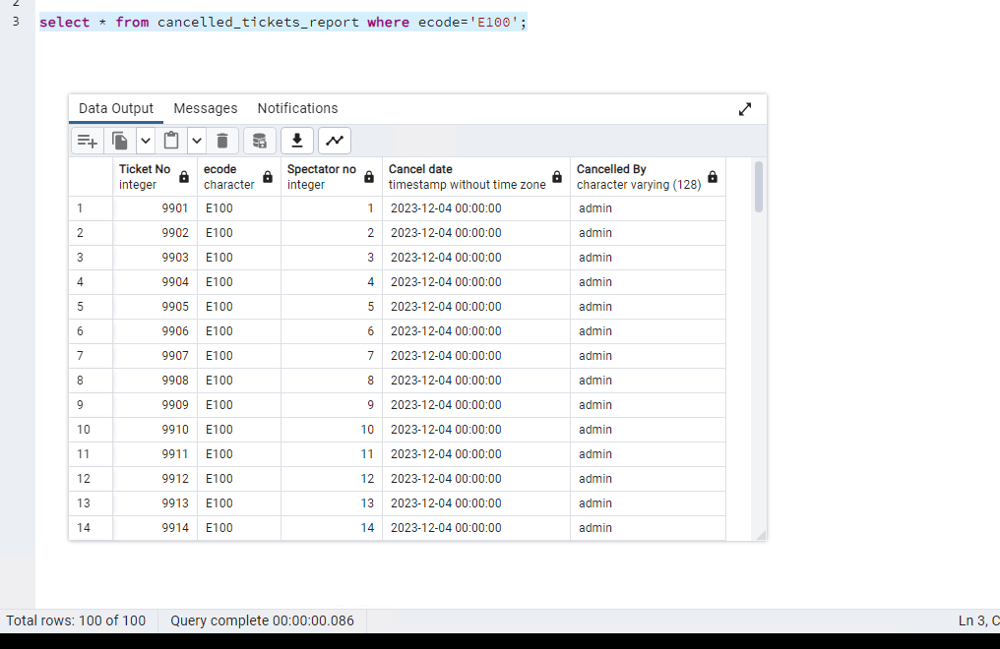 2
3 select * from cancelled_tickets_report where ecode='E100';
Data Output Messages Notifications
Ticket No ecode Spectator no Cancel date Cancelled By
integer character integer timestamp without time zone character varying (128)
1 9901 E100 1 2023-12-04 00:00:00 admin
2 9902 E100 2 2023-12-04 00:00:00 admin
3 9903 E100 3 2023-12-04 00:00:00 admin
4 9904 E100 4 2023-12-04 00:00:00 admin
5 9905 E100 5 2023-12-04 00:00:00 admin
6 9906 E100 6 2023-12-04 00:00:00 admin
7 9907 E100 7 2023-12-04 00:00:00 admin
8 9908 E100 8 2023-12-04 00:00:00 admin
9 9909 E100 9 2023-12-04 00:00:00 admin
10 9910 E100 10 2023-12-04 00:00:00 admin
11 9911 E100 11 2023-12-04 00:00:00 admin
12 9912 E100 12 2023-12-04 00:00:00 admin
13 9913 E100 13 2023-12-04 00:00:00 admin
14 9914 E100 14 2023-12-04 00:00:00 admin
Total rows: 100 of 100 Query complete 00:00:00.086 Ln 3, C